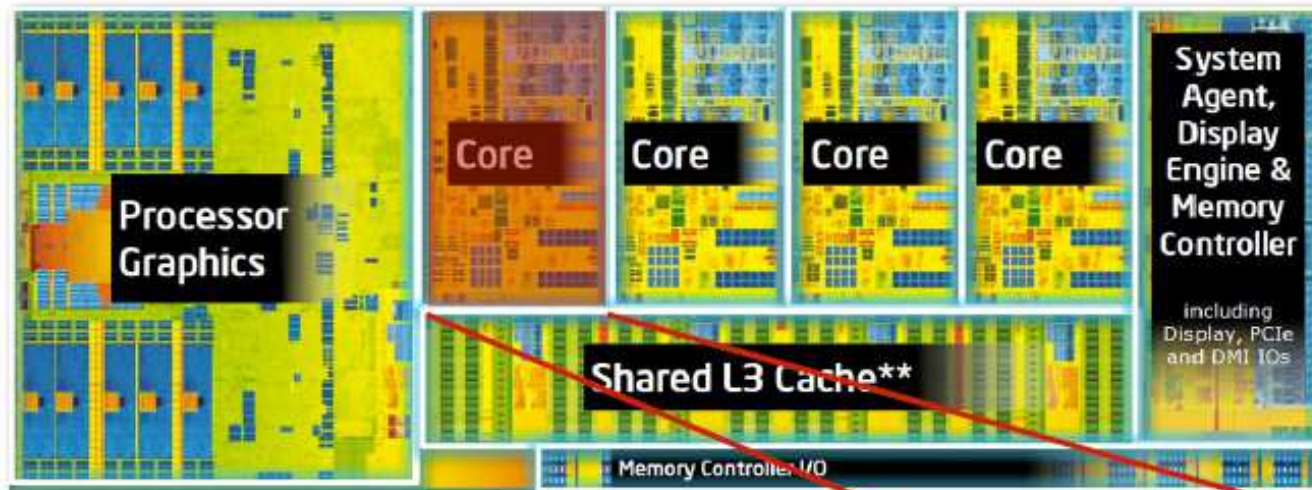 Processor
Graphics
Core
Core
Core
Core
System
Agent,
Display
Engine &
Memory
Controller
including
Display, PCIe
and DMI IOs
Shared L3 Cache**
Memory Controller I/O